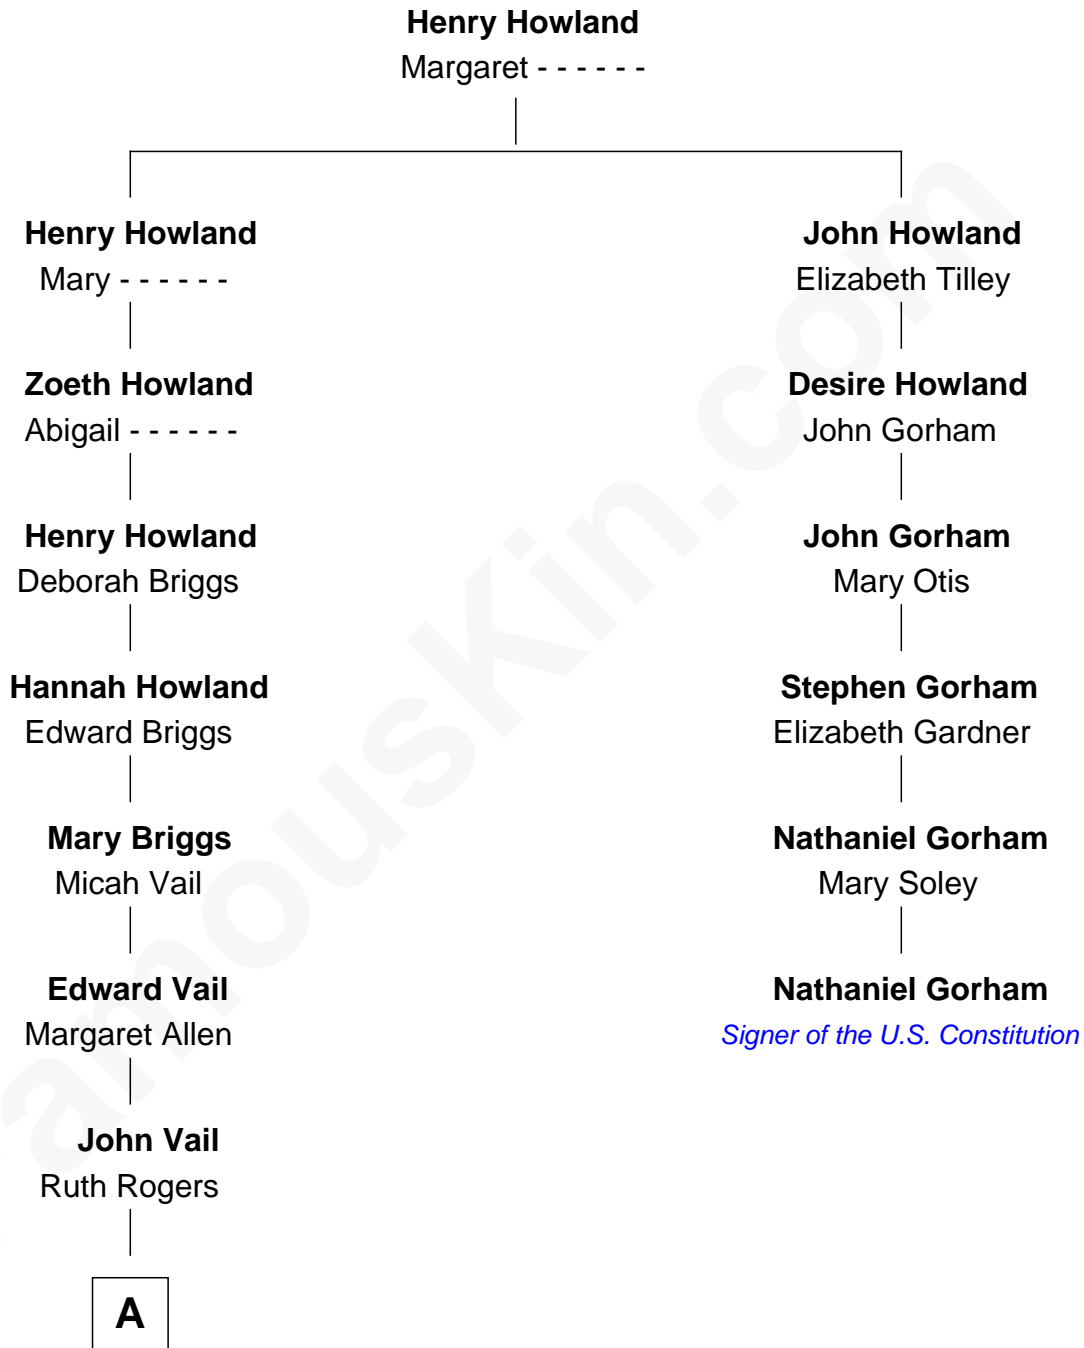 Henry Howland
Margaret - - - - - -
Henry Howland
Mary - - - - - -
John Howland
Elizabeth Tilley
Zoeth Howland
Abigail - - - - - -
Desire Howland
John Gorham
Henry Howland
Deborah Briggs
John Gorham
Mary Otis
Hannah Howland
Edward Briggs
Stephen Gorham
Elizabeth Gardner
Mary Briggs
Micah Vail
Nathaniel Gorham
Mary Soley
Edward Vail
Margaret Allen
Nathaniel Gorham
Signer of the U.S. Constitution
John Vail
Ruth Rogers
A
amousKin.com